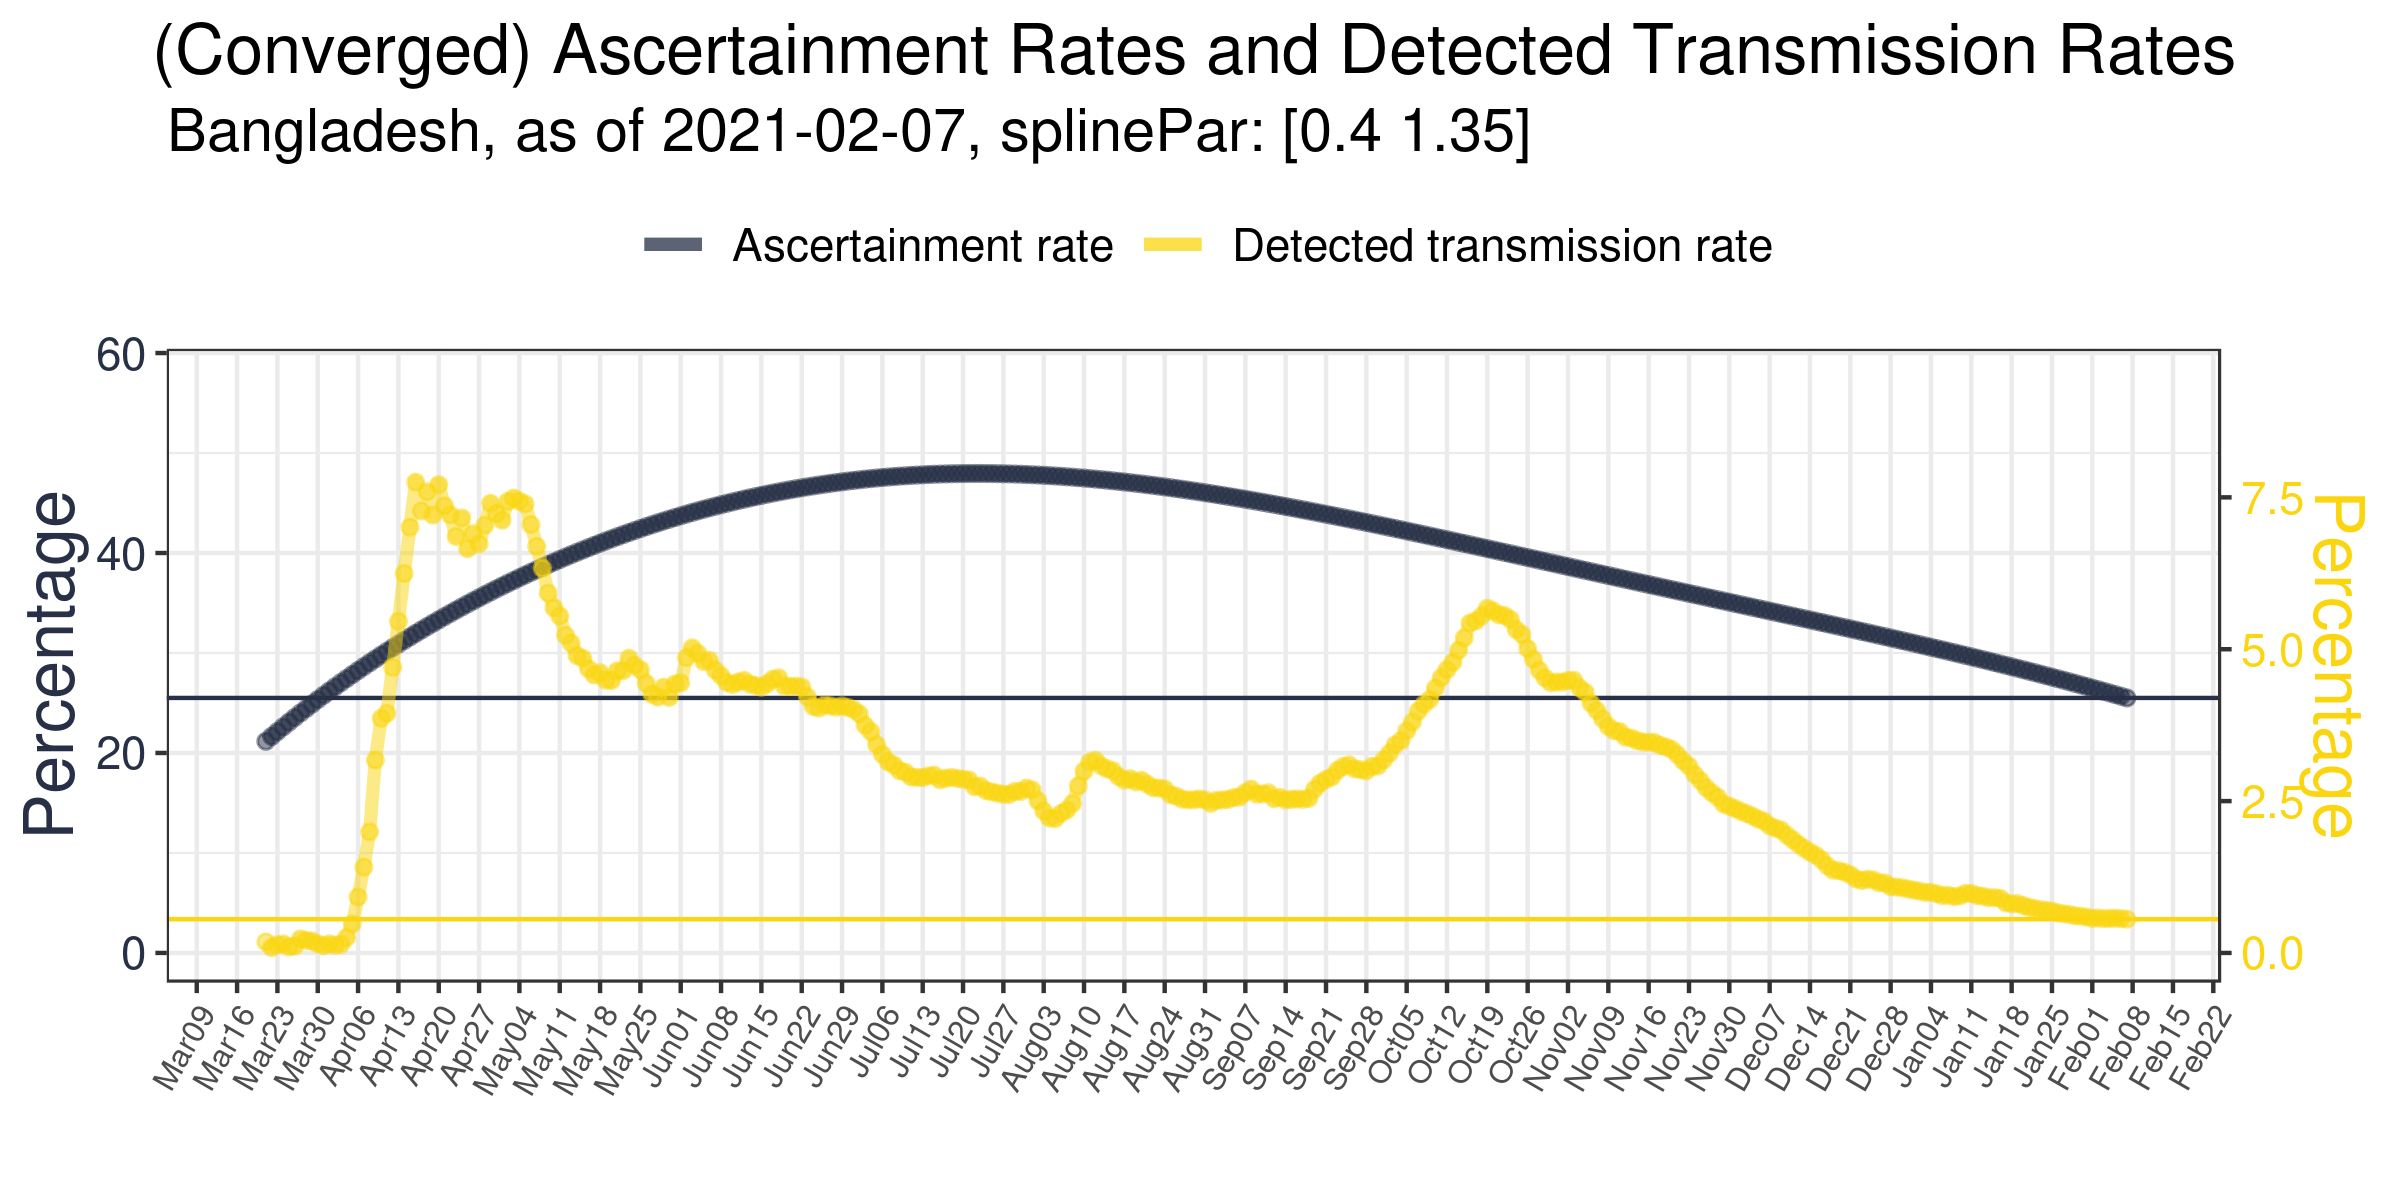 (Converged) Ascertainment Rates and Detected Transmission Rates
Bangladesh, as of 2021-02-07, splinePar: [0.4 1.35]
Ascertainment rate
Detected transmission rate
Percentage
60
40
20
0
7.5
5.0
2.5
0.0
Percentage
Mar09
Mar16
Mar23
Mar30
Apr06
Apr13
Apr20
Apr27
May04
May11
May18
May25
Jun01
Jun08
Jun15
Jun22
Jun29
Jul06
Jul13
Jul20
Jul27
Aug03
Aug10
Aug17
Aug24
Aug31
Sep07
Sep14
Sep21
Sep28
Oct05
Oct12
Oct19
Oct26
Nov02
Nov09
Nov16
Nov23
Nov30
Dec07
Dec14
Dec21
Dec28
Jan04
Jan11
Jan18
Jan25
Feb01
Feb08
Feb15
Feb22